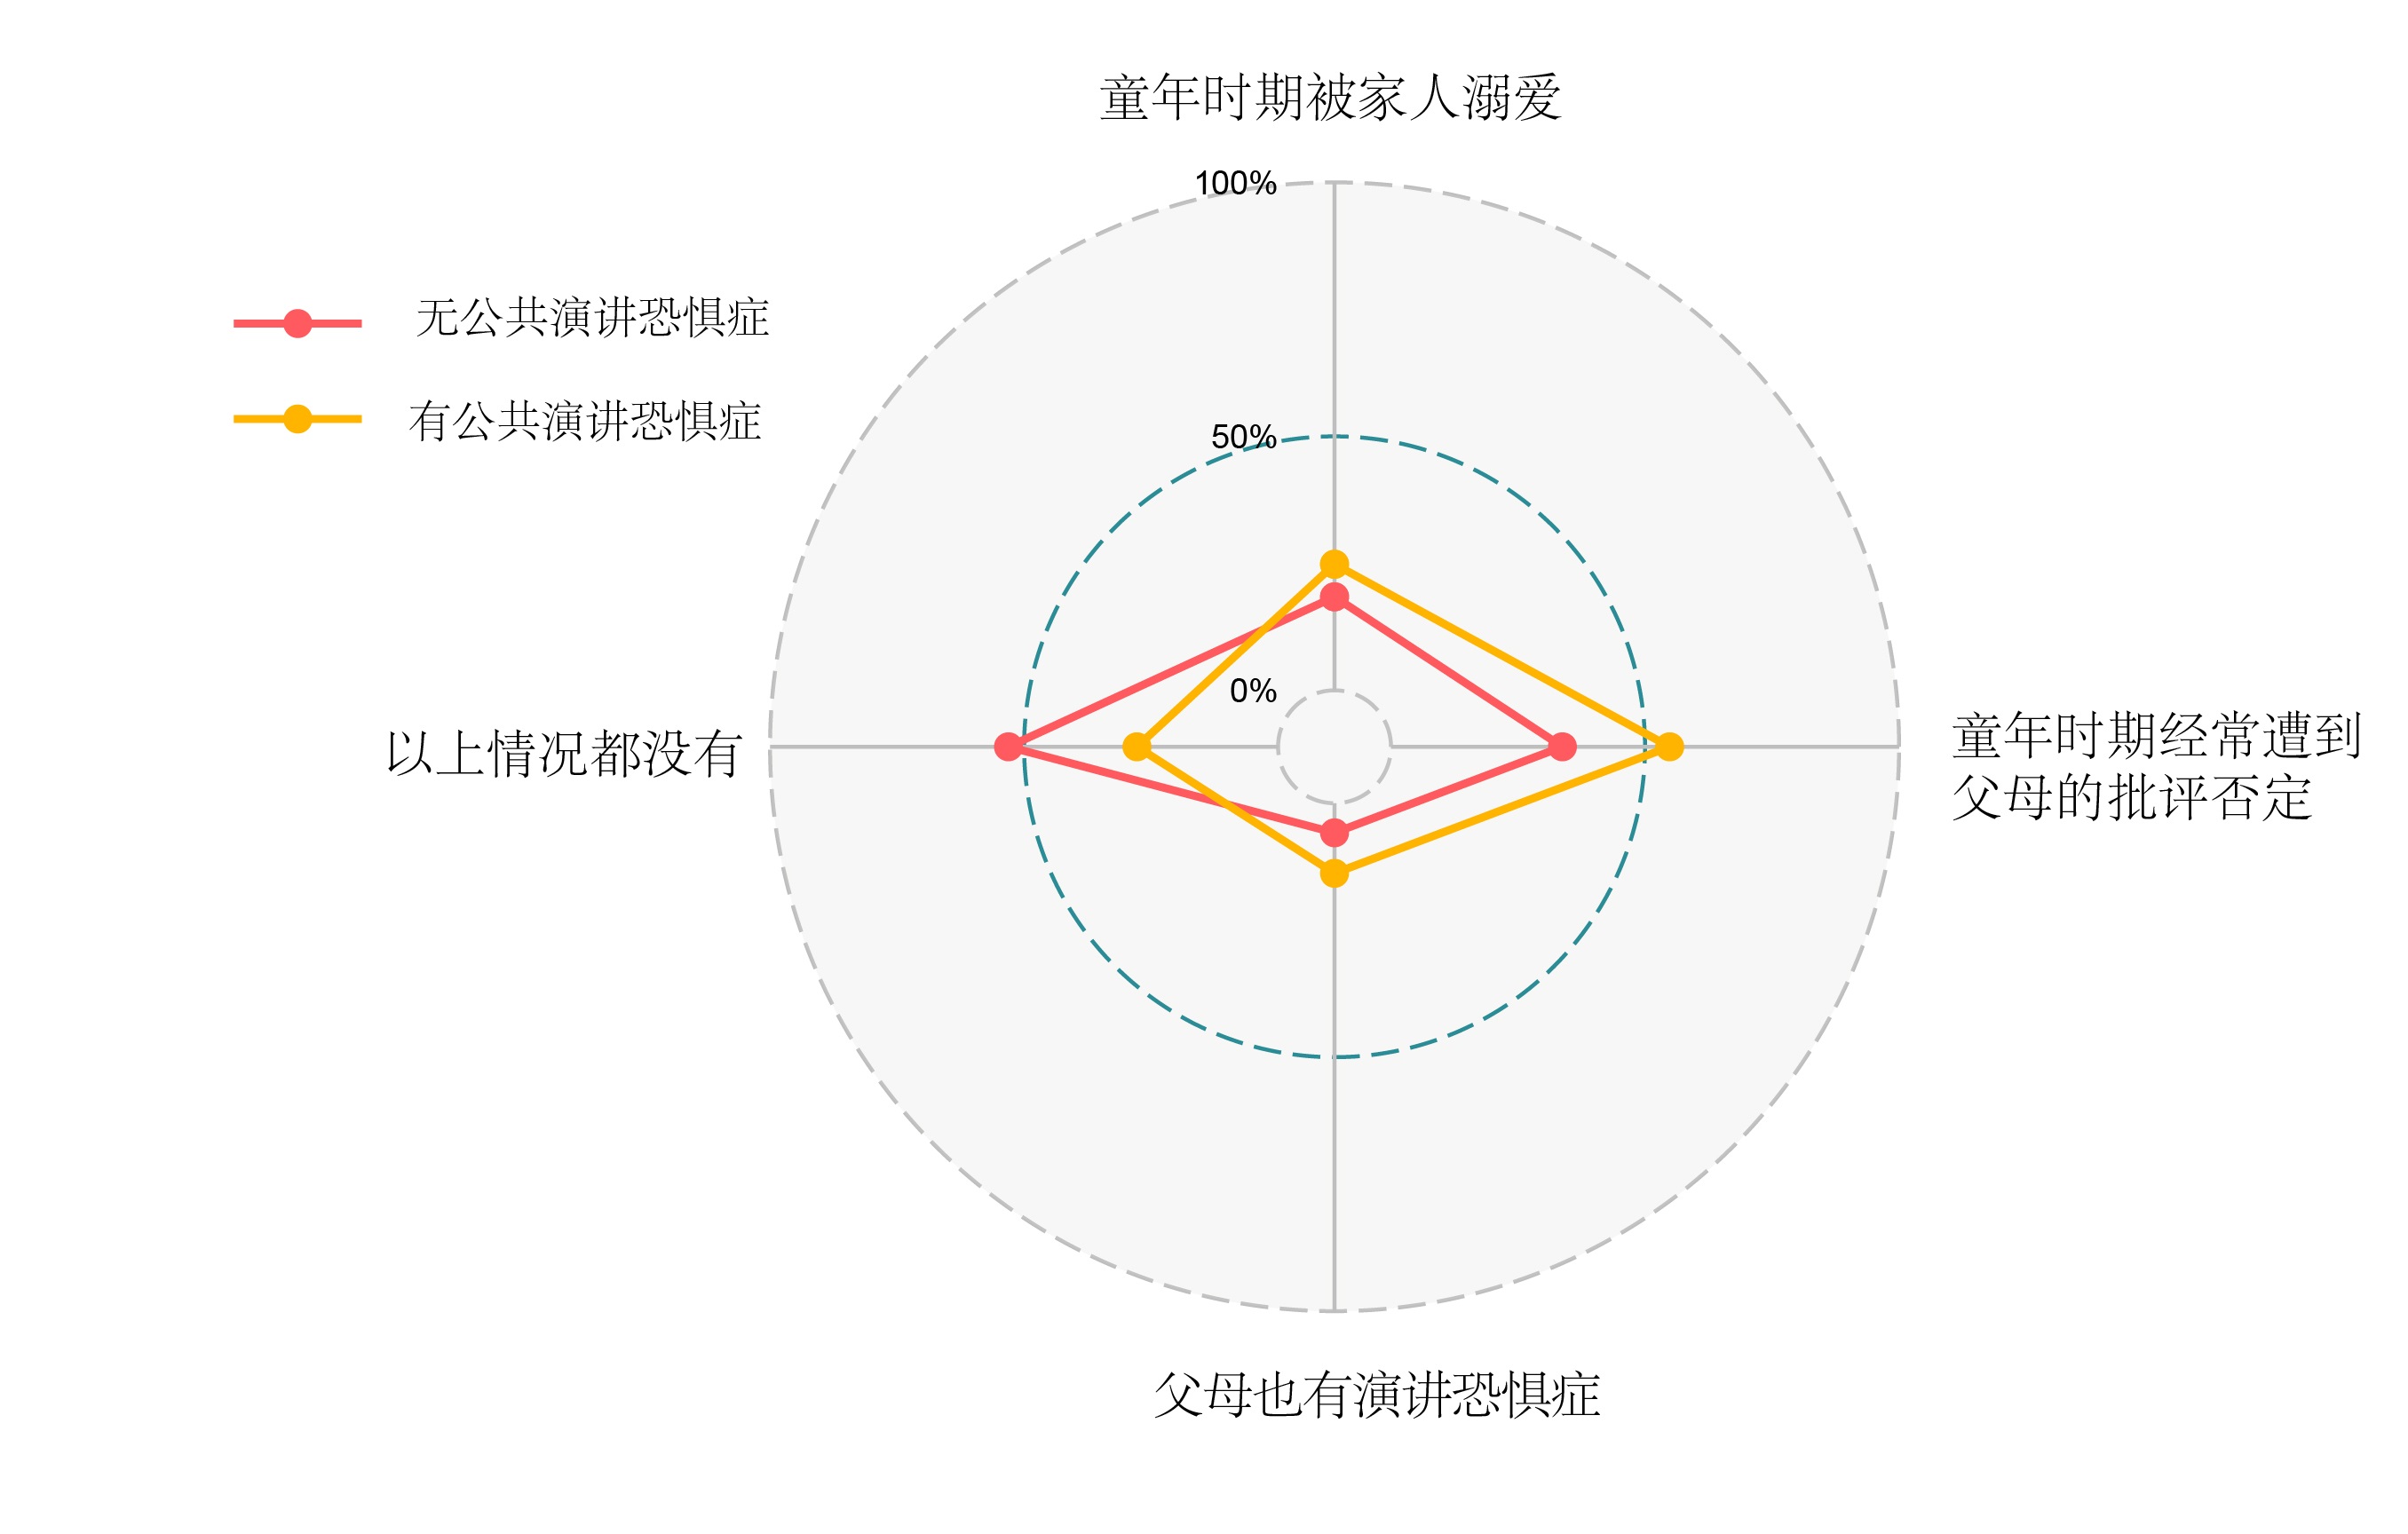 童年时期被家人溺爱
100%
无公共演讲恐惧症
有公共演讲恐惧症
50%
0%
以上情况都没有
童年时期经常遭到
父母的批评否定
父母也有演讲恐惧症